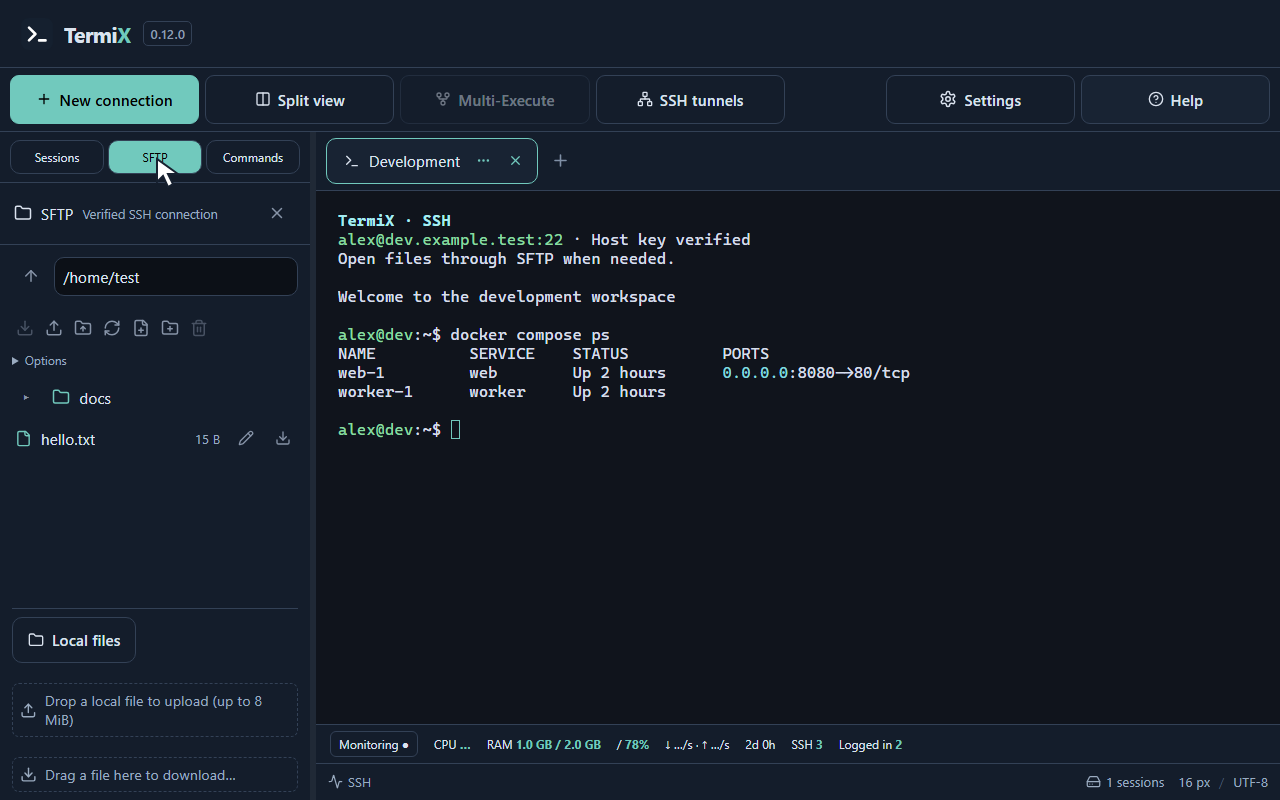 TermiX 0.12.0
New connection Split view Multi-Execute SSH tunnels Settings Help
Sessions SFTP Commands
Development ··· ×
SFTP Verified SSH connection
/home/test
Options
docs
hello.txt 15 B
Local files
Drop a local file to upload (up to 8
MiB)
Drag a file here to download...
TermiX · SSH
alex@dev.example.test:22 · Host key verified
Open files through SFTP when needed.
Welcome to the development workspace
alex@dev:~$ docker compose ps
NAME SERVICE STATUS PORTS
web-1 web Up 2 hours 0.0.0.0:8080->80/tcp
worker-1 worker Up 2 hours
alex@dev:~$
Monitoring ● CPU ... RAM 1.0 GB / 2.0 GB / 78% ↓ .../s · ↑ .../s 2d 0h SSH 3 Logged in 2
SSH 1 sessions 16 px / UTF-8